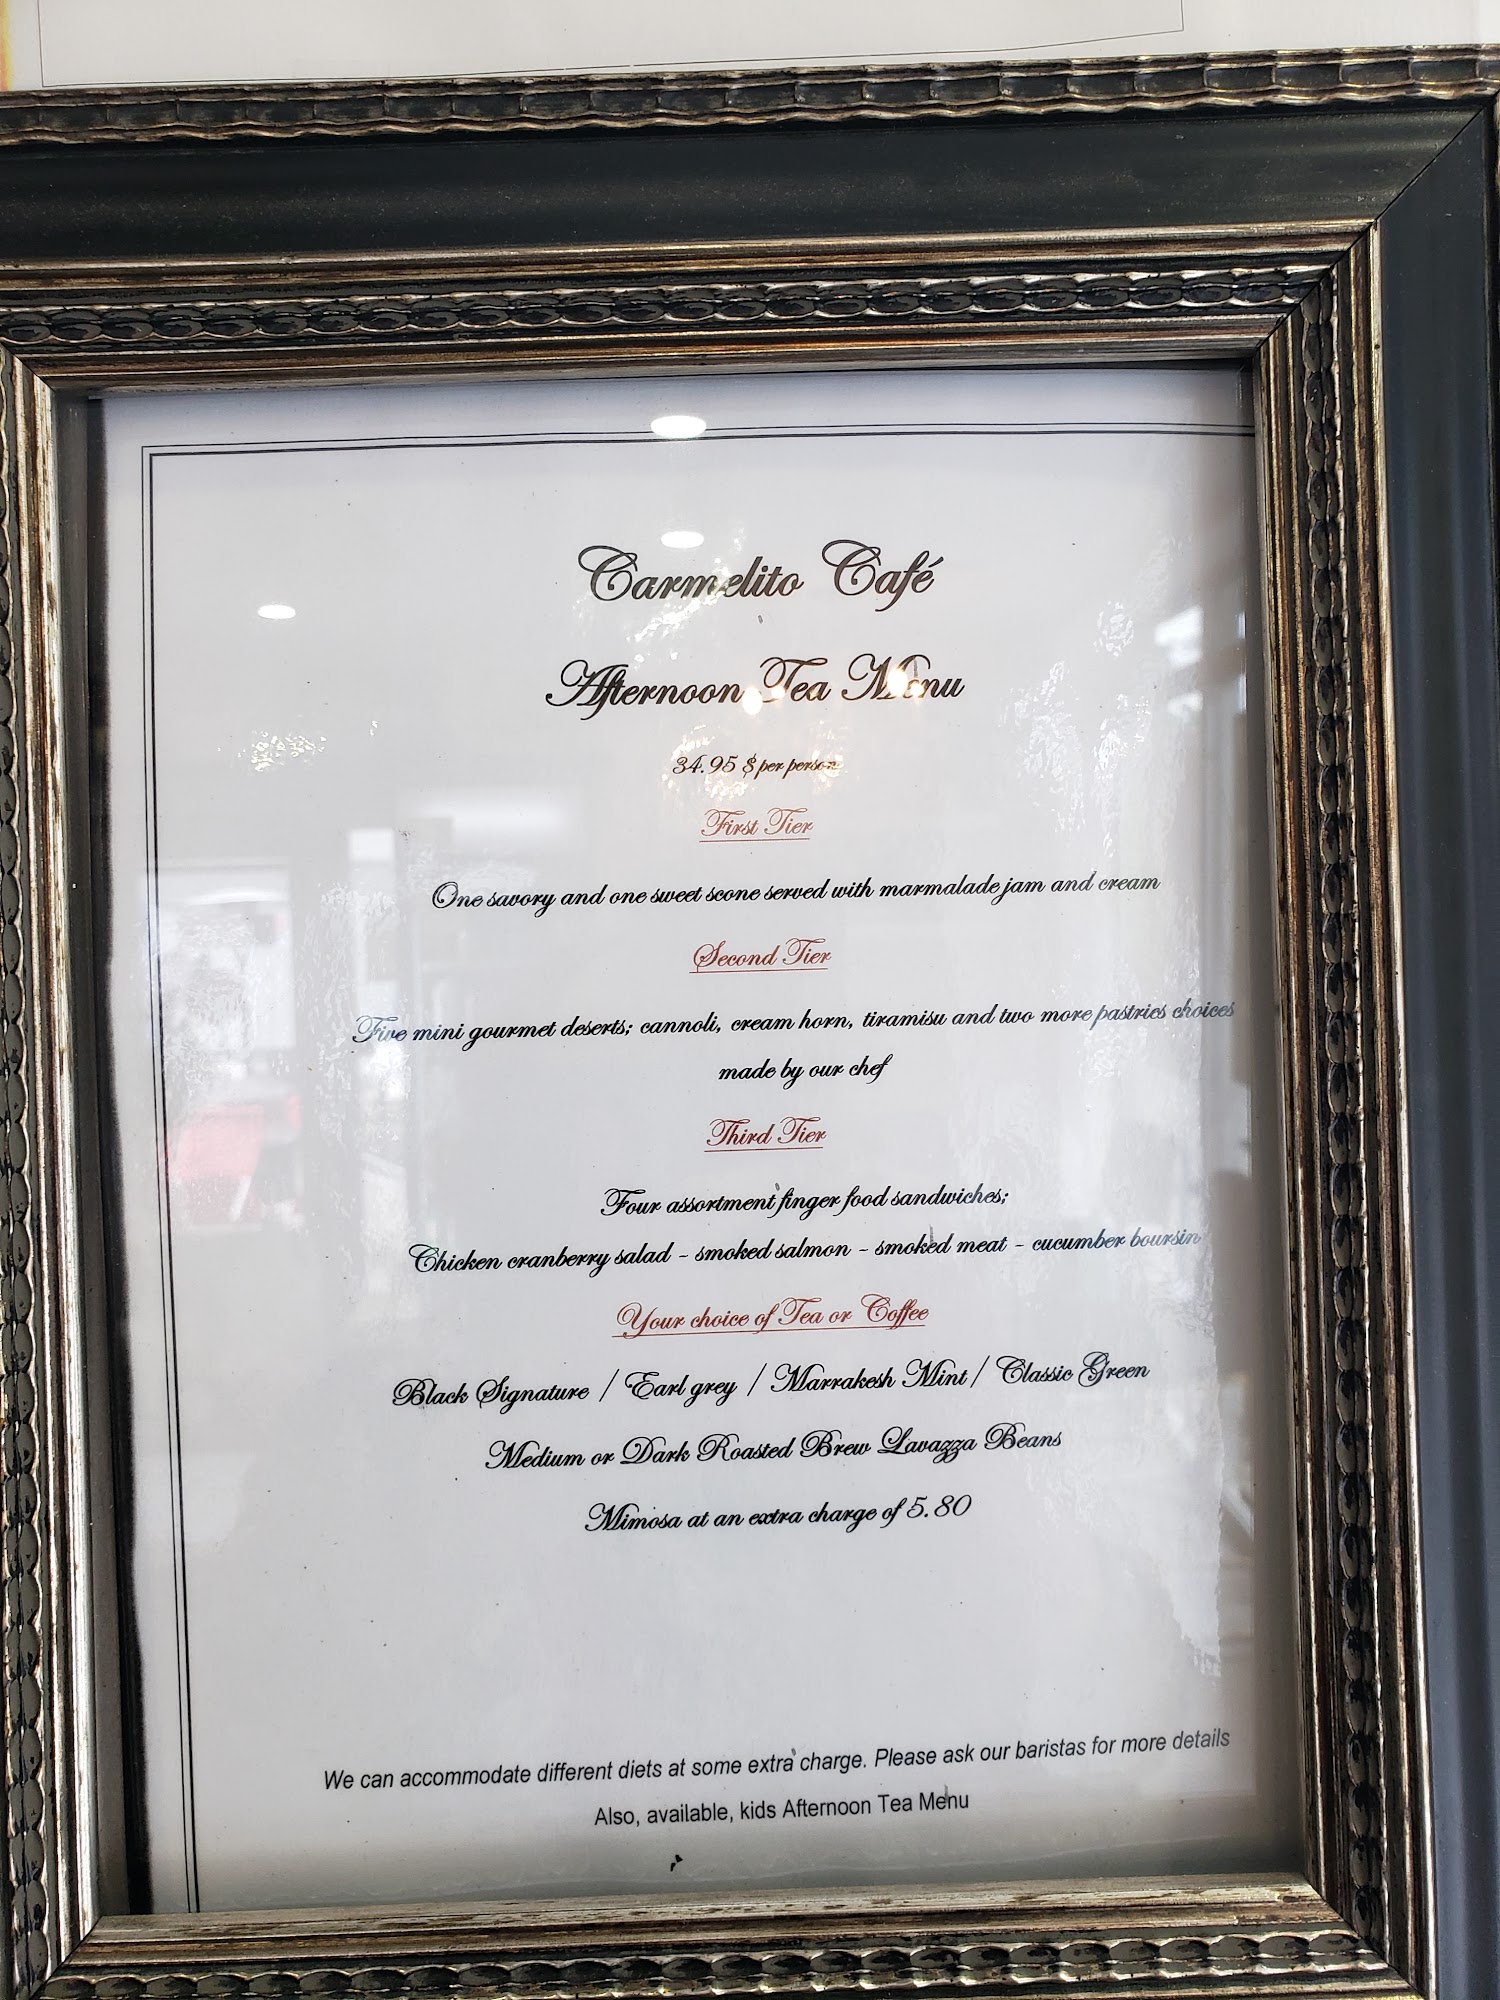 Carmelito Café
Afternoon Tea Menu
34.95 $ per person
First Tier
One savory and one sweet scone served with marmalade jam and cream
Second Tier
Five mini gourmet deserts; cannoli, cream horn, tiramisu and two more pastries choices
made by our chef
Third Tier
Four assortment finger food sandwiches;
Chicken cranberry salad - smoked salmon - smoked meat - cucumber boursin
Your choice of Tea or Coffee
Black Signature / Earl grey / Marrakesh Mint / Classic Green
Medium or Dark Roasted Brew Lavazza Beans
Mimosa at an extra charge of 5.80
We can accommodate different diets at some extra charge. Please ask our baristas for more details
Also, available, kids Afternoon Tea Menu